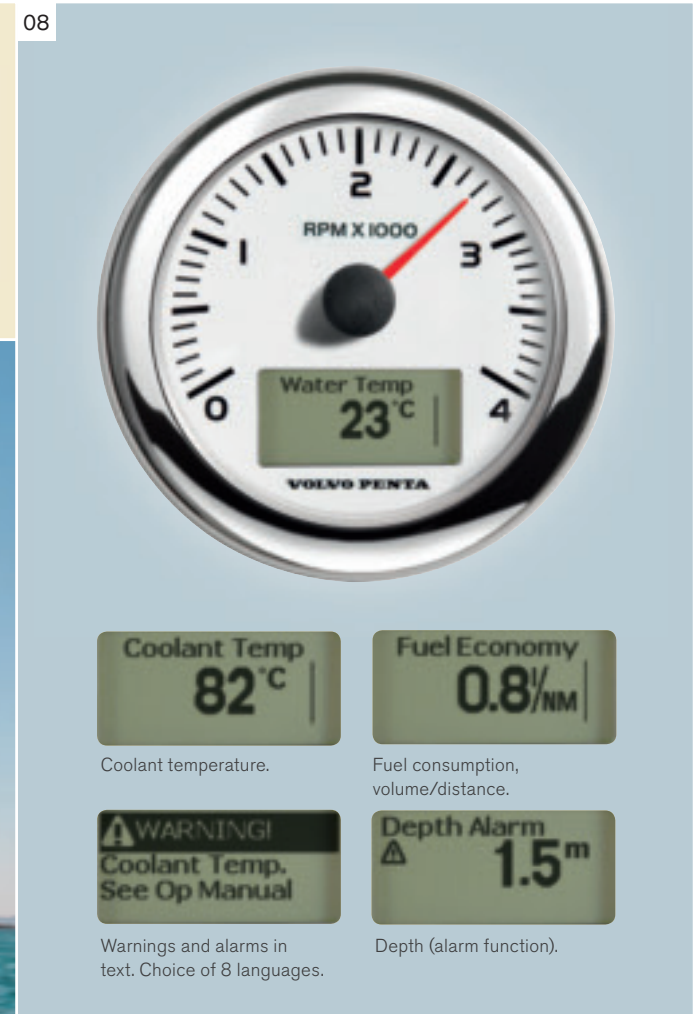 08
2
RPM X 1000
1
3
0
4
Water Temp
23°C
VOLVO PENTA
Coolant Temp
82°C
Fuel Economy
0.8 l/NM
Coolant temperature.
Fuel consumption,
volume/distance.
WARNING!
Coolant Temp.
See Op Manual
Depth Alarm
1.5 m
Warnings and alarms in
text. Choice of 8 languages.
Depth (alarm function).